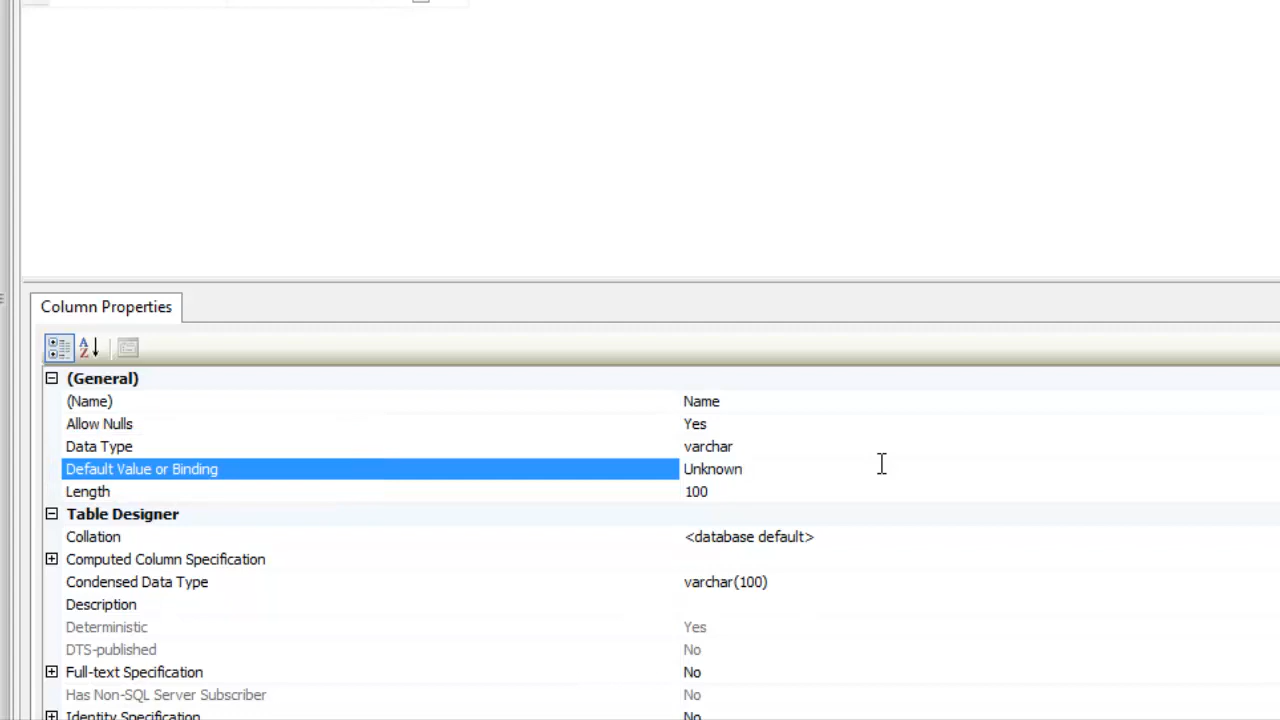 Column Properties
A Z
(General)
(Name) Name
Allow Nulls Yes
Data Type varchar
Default Value or Binding Unknown
Length 100
Table Designer
Collation <database default>
Computed Column Specification
Condensed Data Type varchar(100)
Description
Deterministic Yes
DTS-published No
Full-text Specification No
Has Non-SQL Server Subscriber No
Identity Specification No